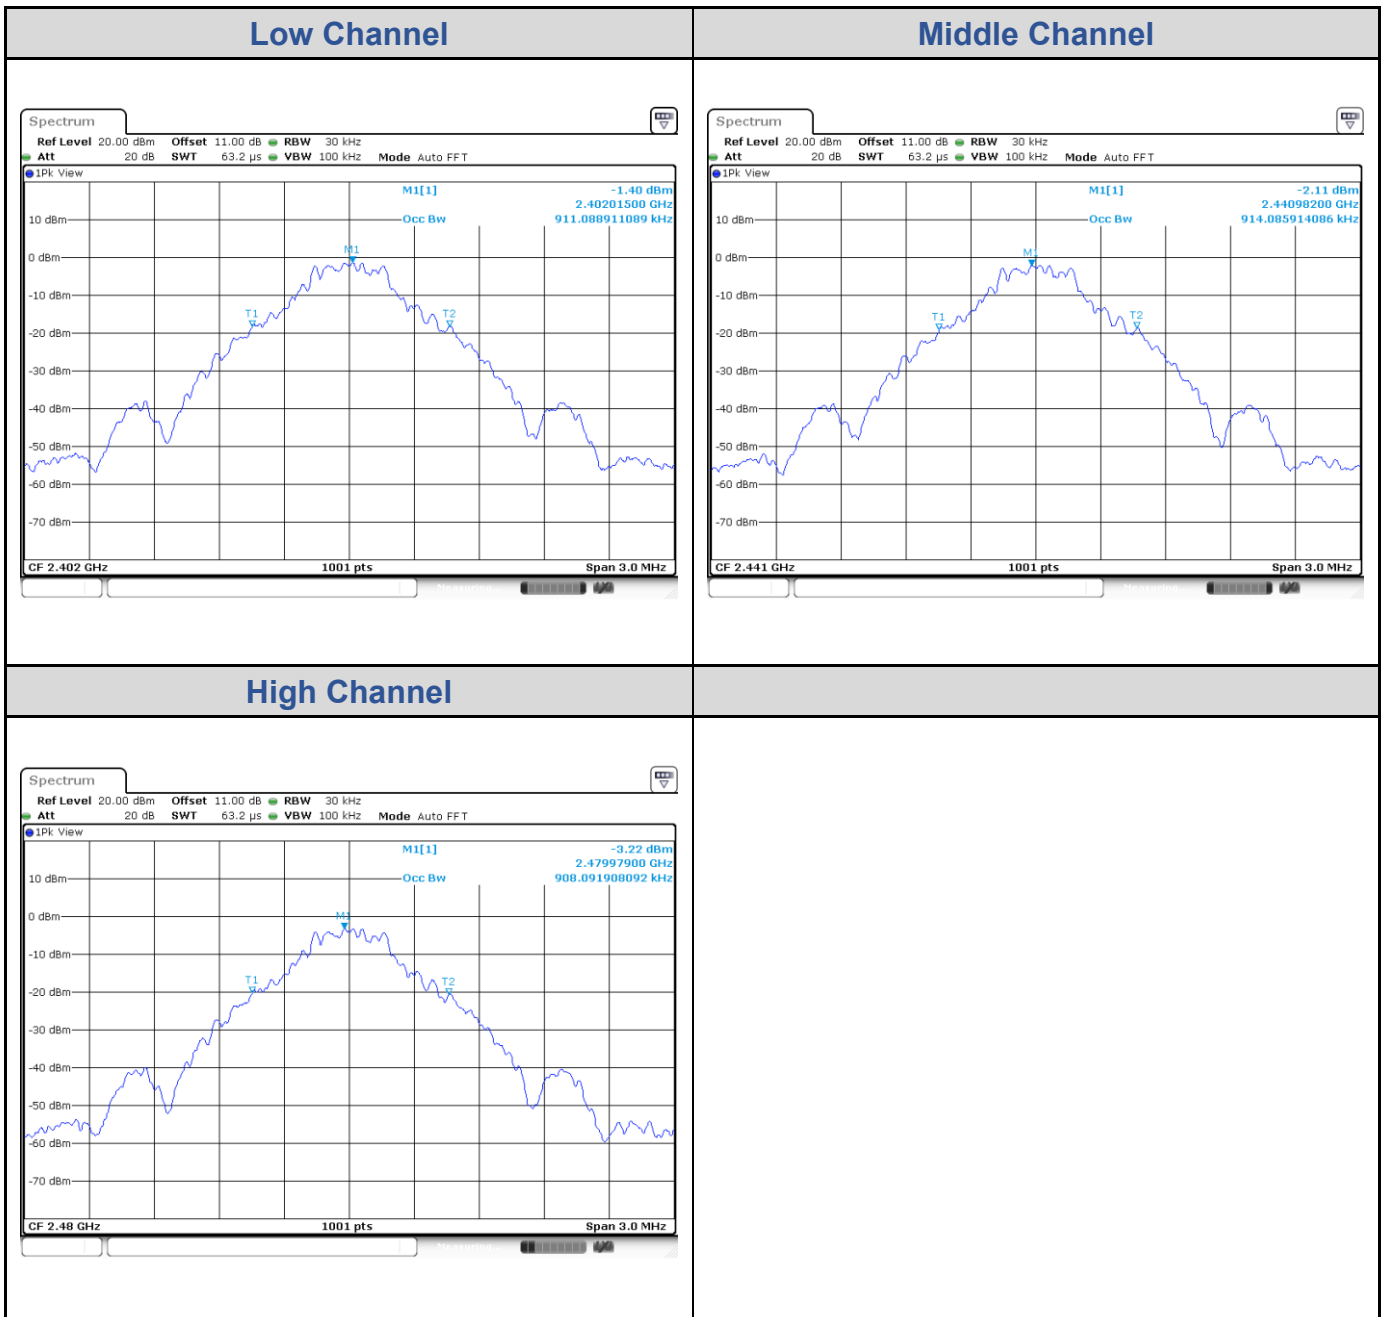 Low Channel
Middle Channel
Spectrum
Ref Level 20.00 dBm Offset 11.00 dB RBW 30 kHz
Att 20 dB SWT 63.2 µs VBW 100 kHz Mode Auto FFT
1Pk View
M1[1] -1.40 dBm
2.40201500 GHz
Occ Bw 911.088911089 kHz
10 dBm
0 dBm
M1
-10 dBm
T1
T2
-20 dBm
-30 dBm
-40 dBm
-50 dBm
-60 dBm
-70 dBm
CF 2.402 GHz 1001 pts Span 3.0 MHz
Spectrum
Ref Level 20.00 dBm Offset 11.00 dB RBW 30 kHz
Att 20 dB SWT 63.2 µs VBW 100 kHz Mode Auto FFT
1Pk View
M1[1] -2.11 dBm
2.44098200 GHz
Occ Bw 914.085914086 kHz
10 dBm
0 dBm
M1
-10 dBm
T1
T2
-20 dBm
-30 dBm
-40 dBm
-50 dBm
-60 dBm
-70 dBm
CF 2.441 GHz 1001 pts Span 3.0 MHz
High Channel
Spectrum
Ref Level 20.00 dBm Offset 11.00 dB RBW 30 kHz
Att 20 dB SWT 63.2 µs VBW 100 kHz Mode Auto FFT
1Pk View
M1[1] -3.22 dBm
2.47997900 GHz
Occ Bw 908.091908092 kHz
10 dBm
0 dBm
M1
-10 dBm
T1
T2
-20 dBm
-30 dBm
-40 dBm
-50 dBm
-60 dBm
-70 dBm
CF 2.48 GHz 1001 pts Span 3.0 MHz